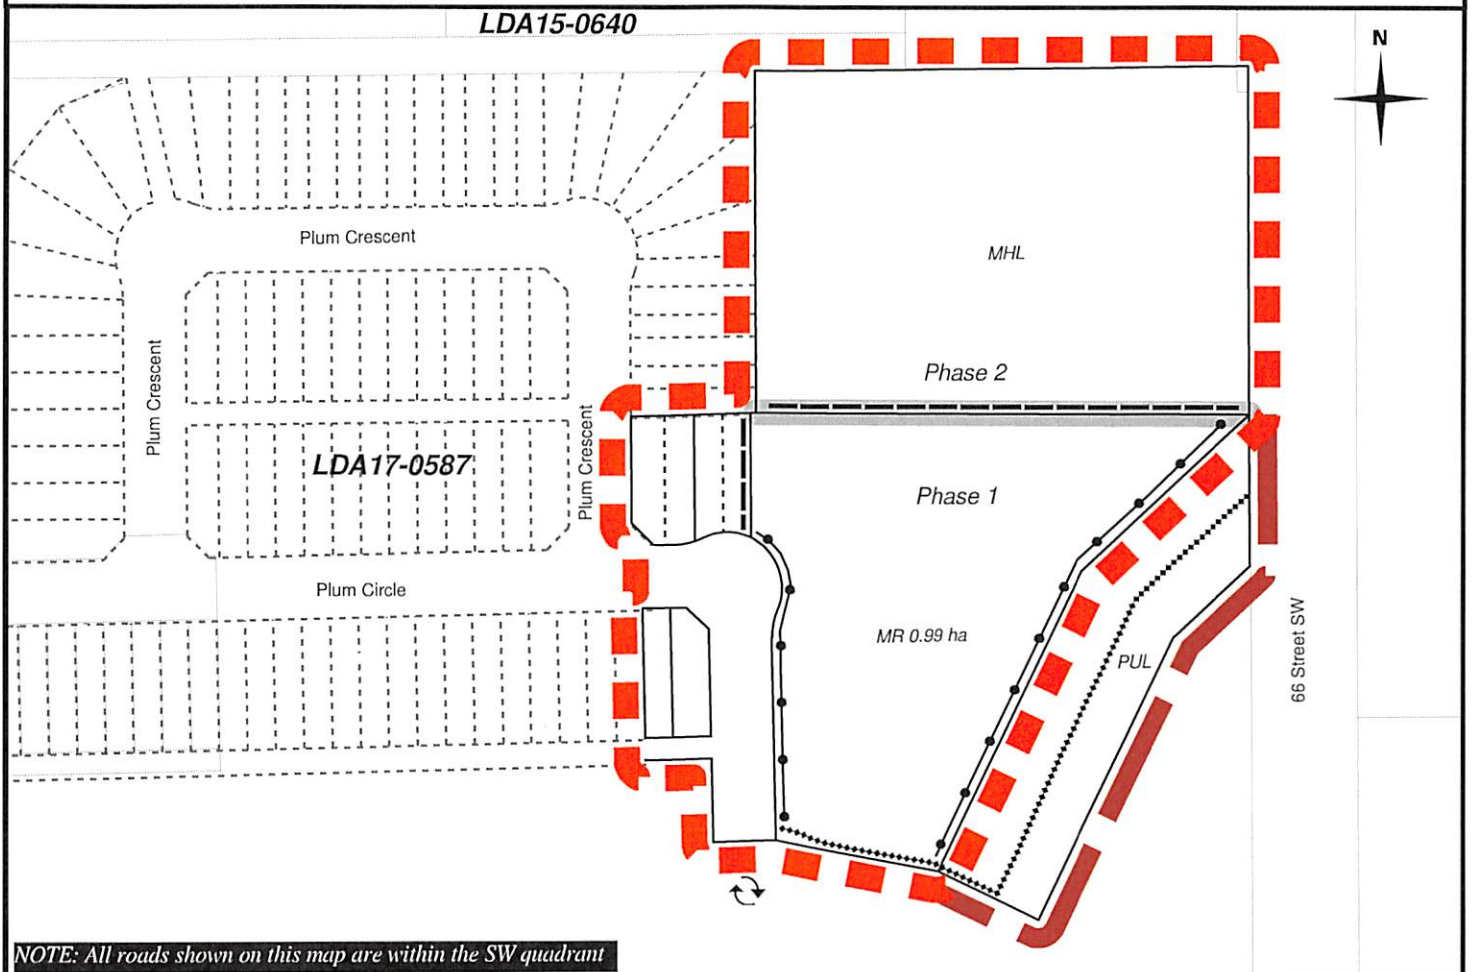 LDA15-0640
N
Plum Crescent
MHL
Plum Crescent
Phase 2
Plum Crescent
LDA17-0587
Phase 1
Plum Circle
MR 0.99 ha
PUL
66 Street SW
NOTE: All roads shown on this map are within the SW quadrant